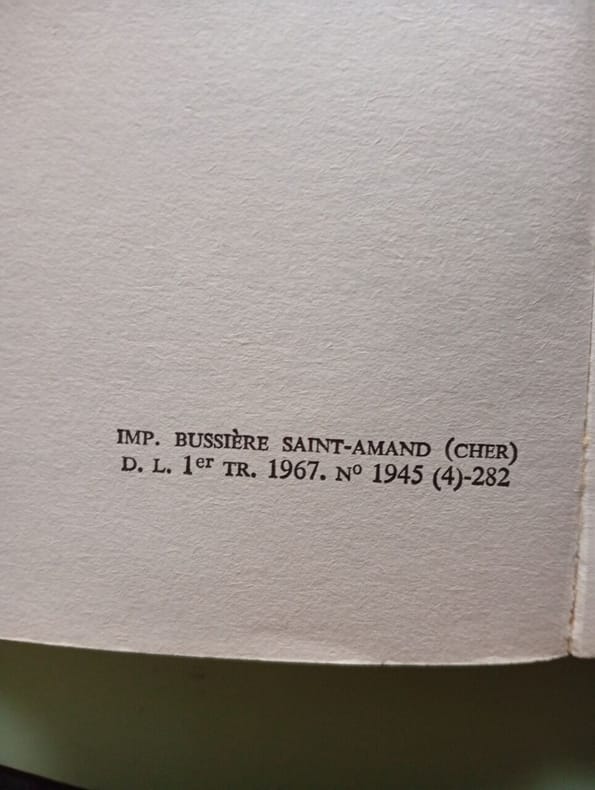 IMP. BUSSIÈRE SAINT-AMAND (CHER)
D. L. 1er TR. 1967. Nº 1945 (4)-282